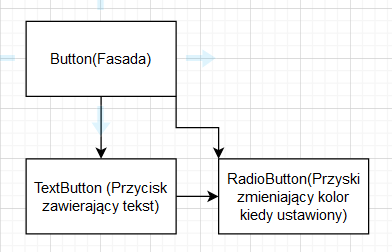 Button(Fasada)
TextButton (Przycisk
zawierający tekst)
RadioButton(Przyski
zmieniający kolor
kiedy ustawiony)